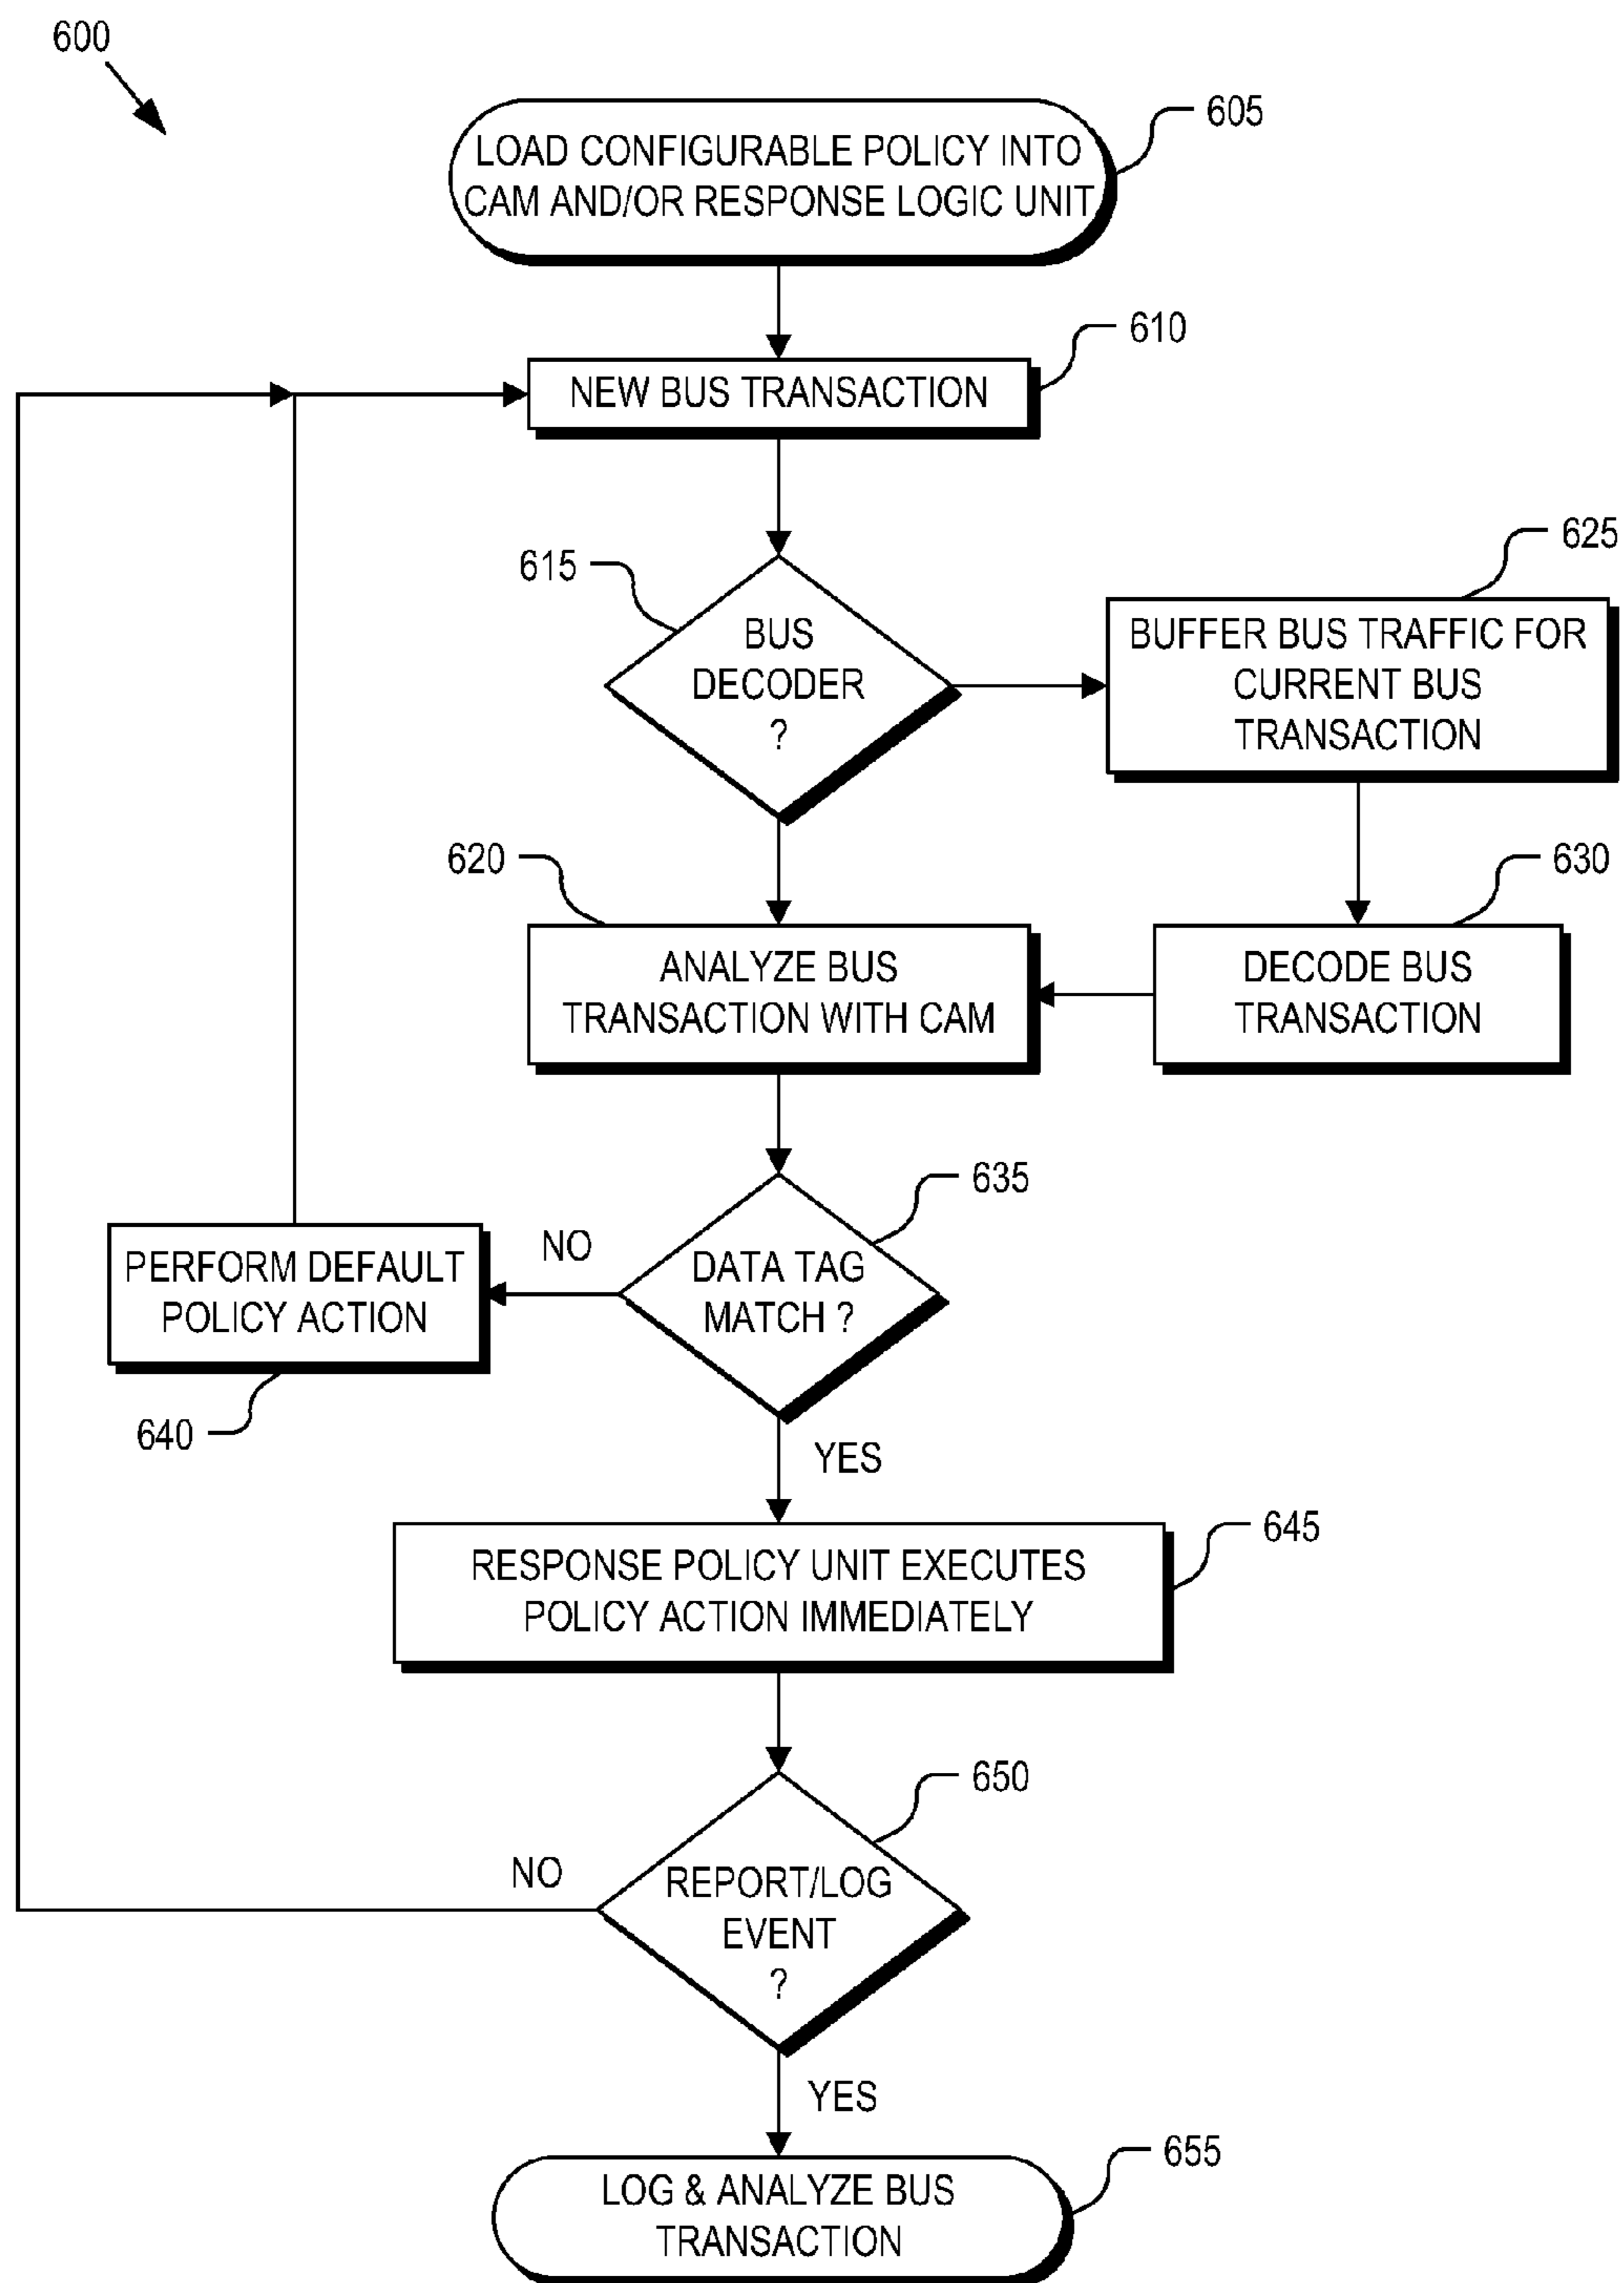 600
LOAD CONFIGURABLE POLICY INTO
CAM AND/OR RESPONSE LOGIC UNIT
605
NEW BUS TRANSACTION
610
615
BUS
DECODER
?
625
BUFFER BUS TRAFFIC FOR
CURRENT BUS
TRANSACTION
620
ANALYZE BUS
TRANSACTION WITH CAM
630
DECODE BUS
TRANSACTION
635
DATA TAG
MATCH ?
NO
PERFORM DEFAULT
POLICY ACTION
640
YES
RESPONSE POLICY UNIT EXECUTES
POLICY ACTION IMMEDIATELY
645
650
REPORT/LOG
EVENT
?
NO
YES
LOG & ANALYZE BUS
TRANSACTION
655